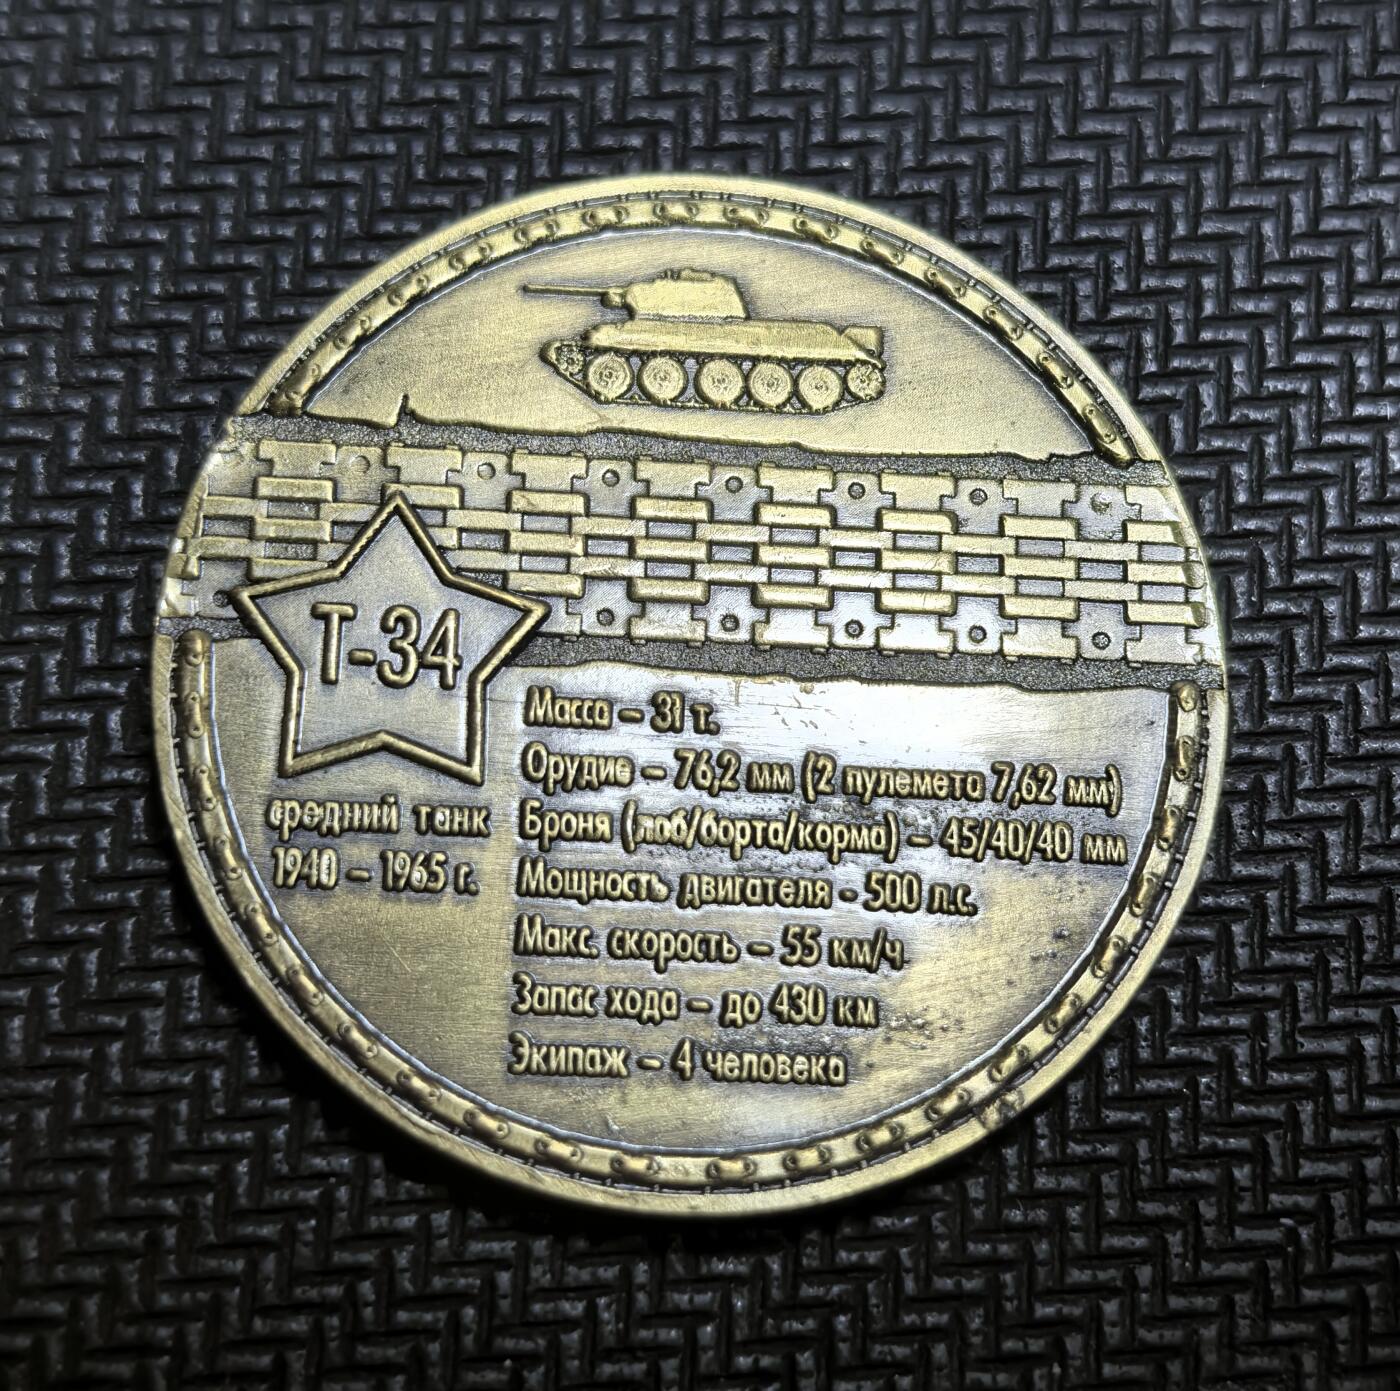 Т-34
средний танк
1940 – 1965 г.
Масса – 31 т.
Орудие – 76,2 мм (2 пулемета 7,62 мм)
Броня (лоб/борта/корма) – 45/40/40 мм
Мощность двигателя - 500 л.с.
Макс. скорость – 55 км/ч
Запас хода – до 430 км
Экипаж – 4 человека